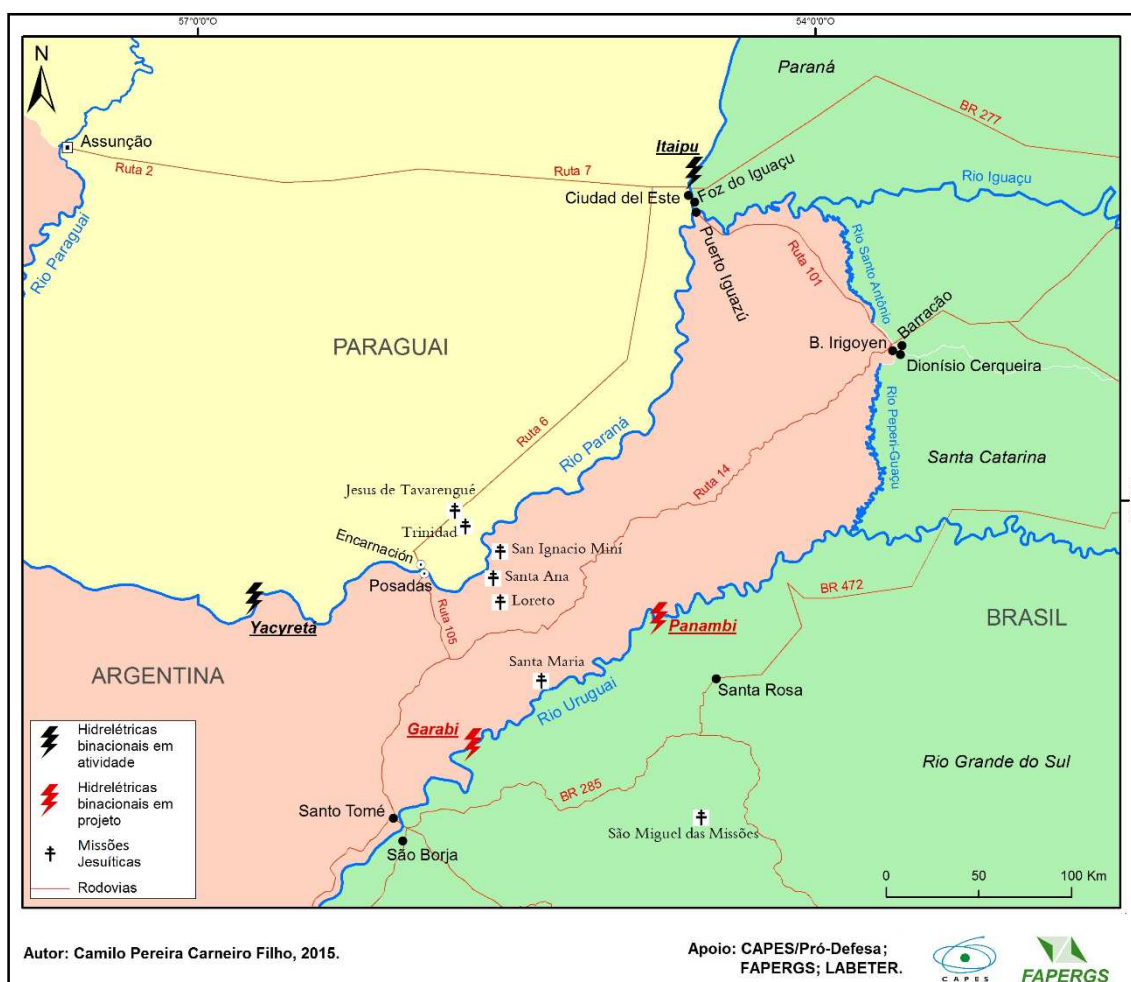 57°0'0"O
54°0'0"O
N
Paraná
BR 277
Assunção
Ruta 2
Ruta 7
Itaipu
Ciudad del Este
Foz do Iguaçu
Rio Iguaçu
Rio Paraguai
Puerto Iguazú
Ruta 101
Rio Santo Antônio
Barracão
B. Irigoyen
Dionísio Cerqueira
PARAGUAI
Ruta 6
Rio Paraná
Rio Peperi-Guaçu
Santa Catarina
Ruta 14
Jesus de Tavarengué
Trinidad
Encarnación
San Ignacio Miní
Posadas
Santa Ana
Loreto
BR 472
Yacyreta
Ruta 105
Panambi
BRASIL
ARGENTINA
Santa Maria
Rio Uruguai
Santa Rosa
Garabi
Rio Grande do Sul
BR 285
Santo Tomé
São Miguel das Missões
São Borja
Hidrelétricas
binacionais em
atividade
Hidrelétricas
binacionais em
projeto
Missões
Jesuíticas
Rodovias
0 50 100 Km
Autor: Camilo Pereira Carneiro Filho, 2015.
Apoio: CAPES/Pró-Defesa;
FAPERGS; LABETER.
CAPES
FAPERGS